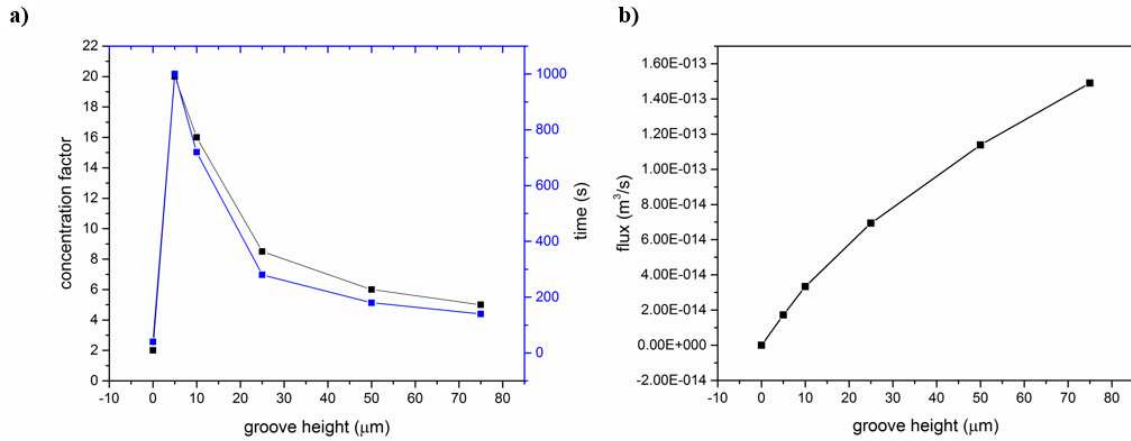 a)
concentration factor
22
20
18
16
14
12
10
8
6
4
2
0
-10 0 10 20 30 40 50 60 70 80
groove height (μm)
1000
800
600
400
200
0
time (s)
b)
flux (m³/s)
1.60E-013
1.40E-013
1.20E-013
1.00E-013
8.00E-014
6.00E-014
4.00E-014
2.00E-014
0.00E+000
-2.00E-014
-10 0 10 20 30 40 50 60 70 80
groove height (μm)